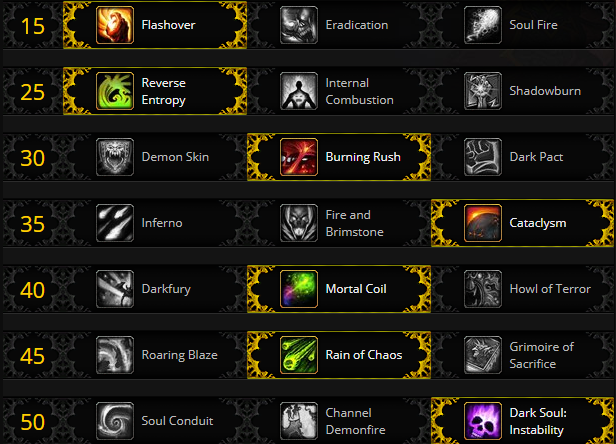 15 Flashover Eradication Soul Fire
25 Reverse Entropy Internal Combustion Shadowburn
30 Demon Skin Burning Rush Dark Pact
35 Inferno Fire and Brimstone Cataclysm
40 Darkfury Mortal Coil Howl of Terror
45 Roaring Blaze Rain of Chaos Grimoire of Sacrifice
50 Soul Conduit Channel Demonfire Dark Soul: Instability